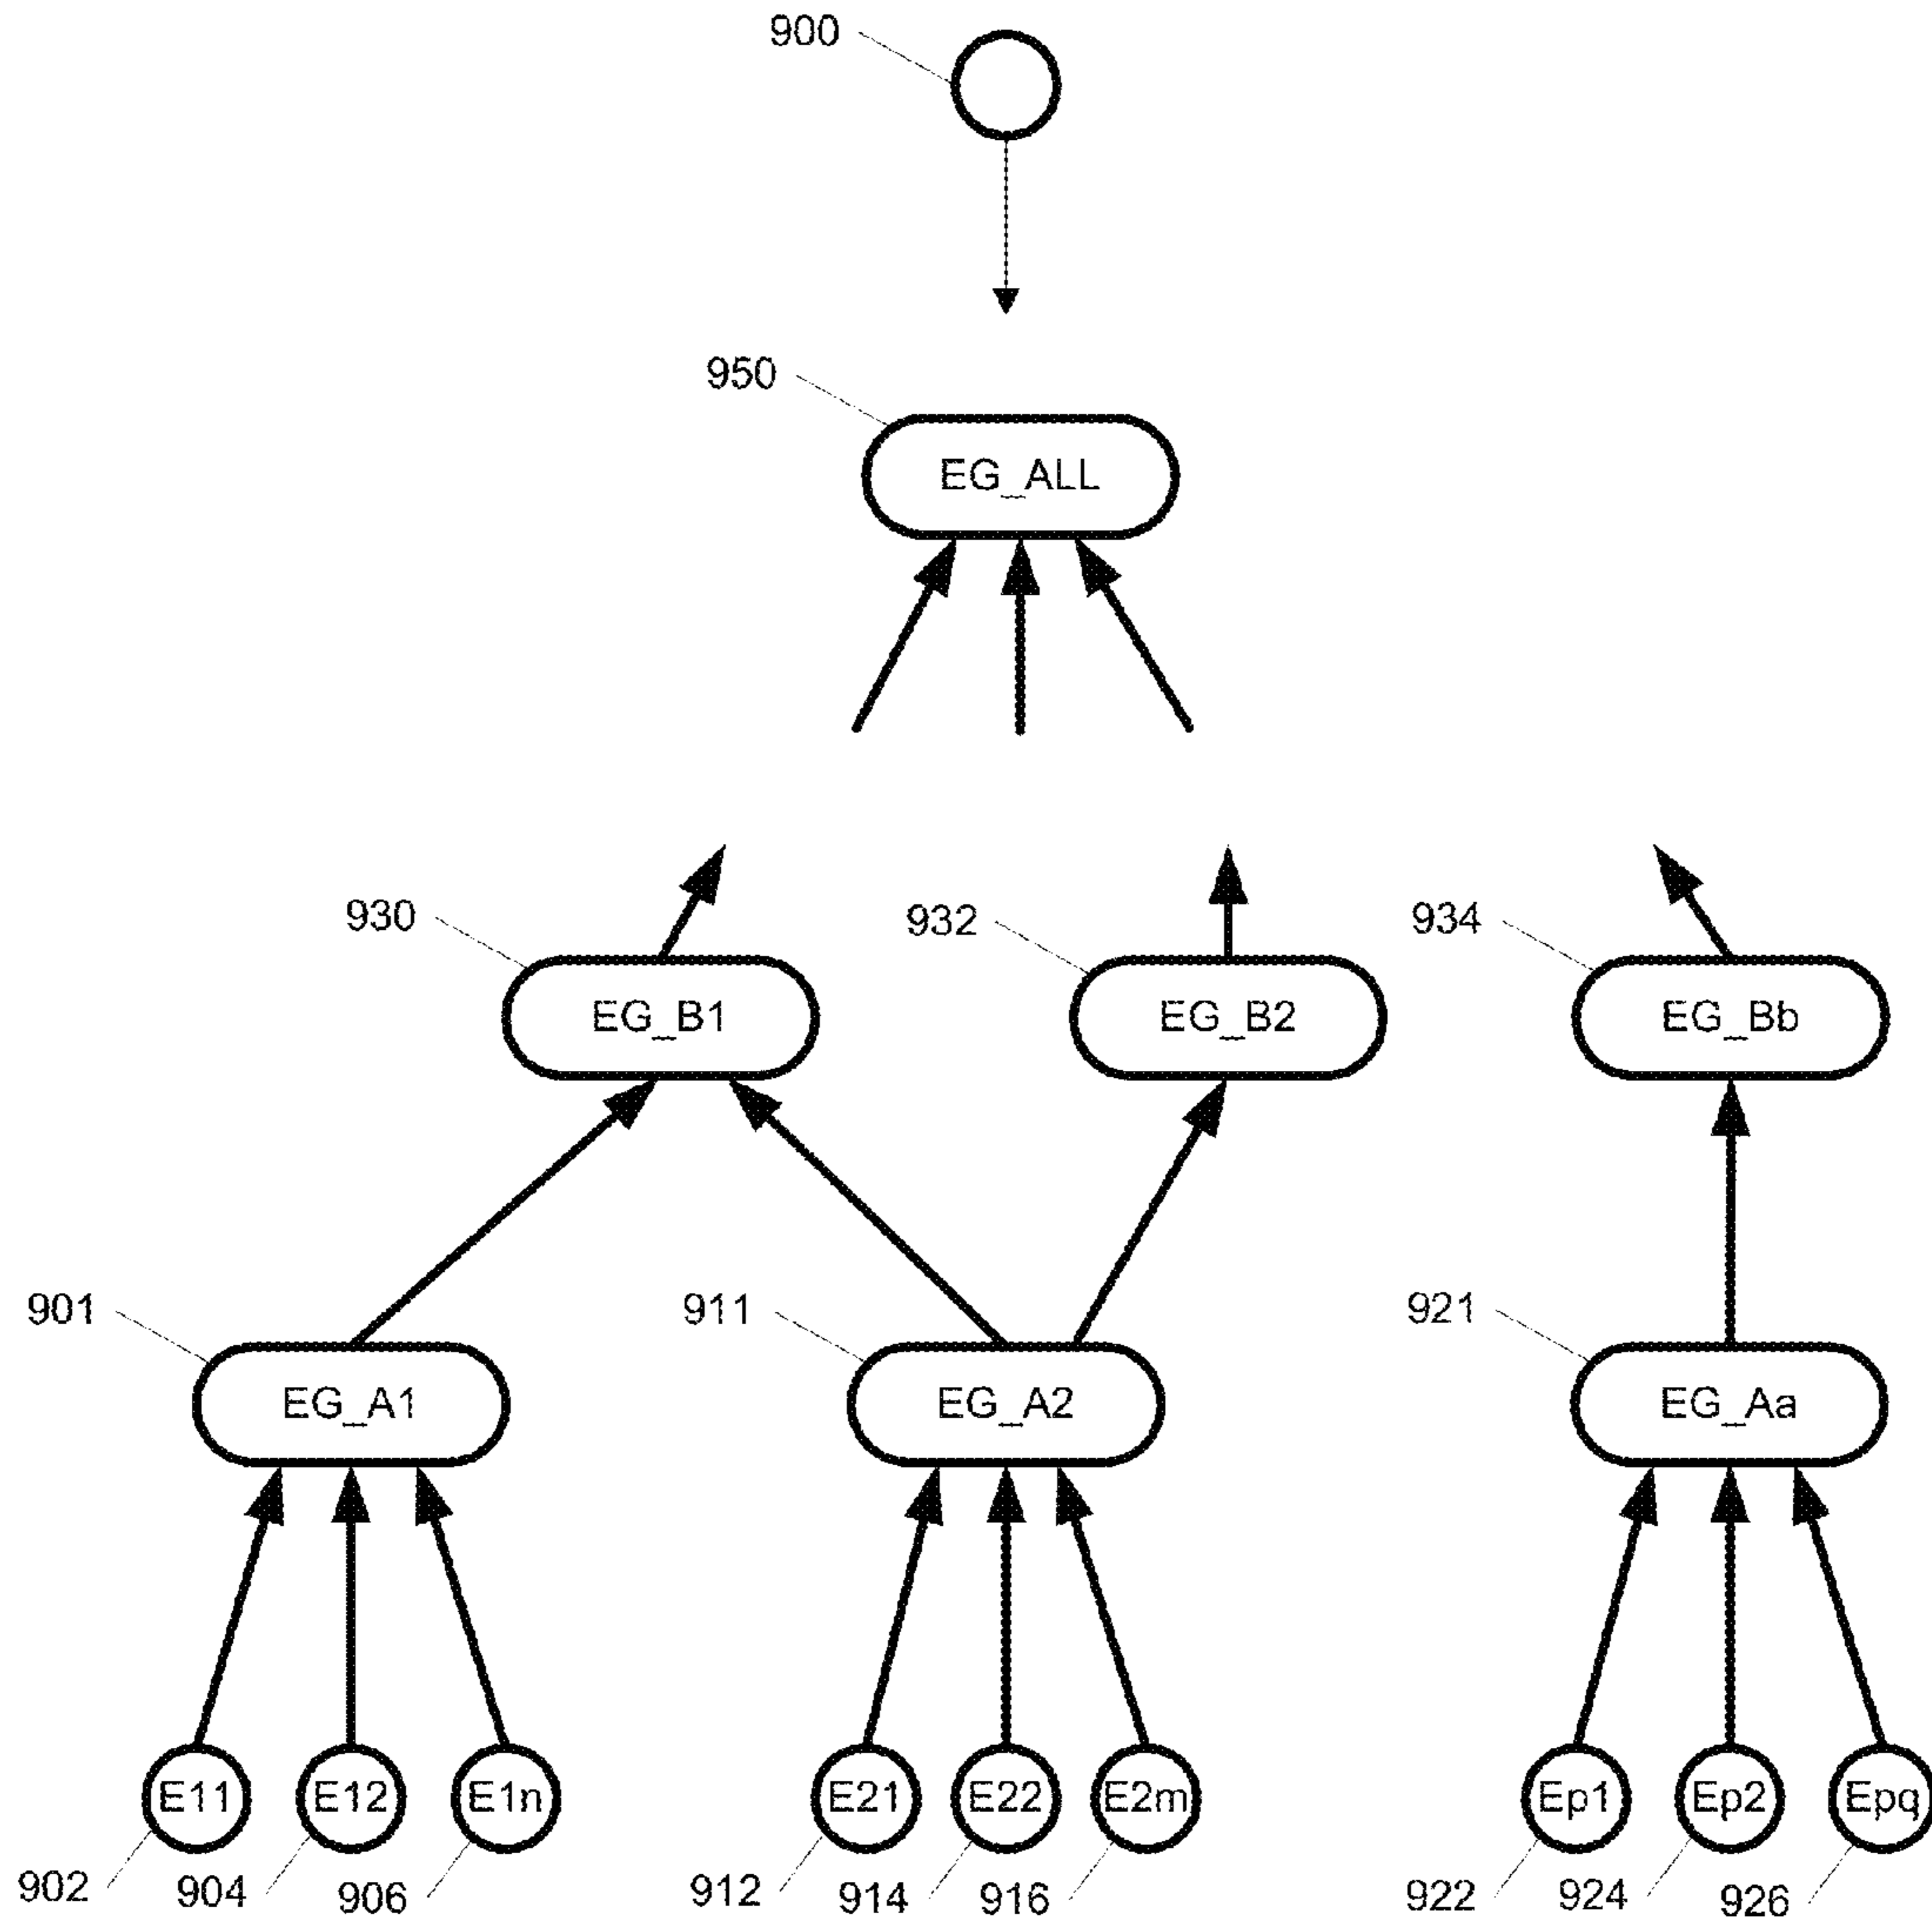 900
950
EG_ALL
930
932
934
EG_B1
EG_B2
EG_Bb
901
911
921
EG_A1
EG_A2
EG_Aa
E11
E12
E1n
E21
E22
E2m
Ep1
Ep2
Epq
902
904
906
912
914
916
922
924
926